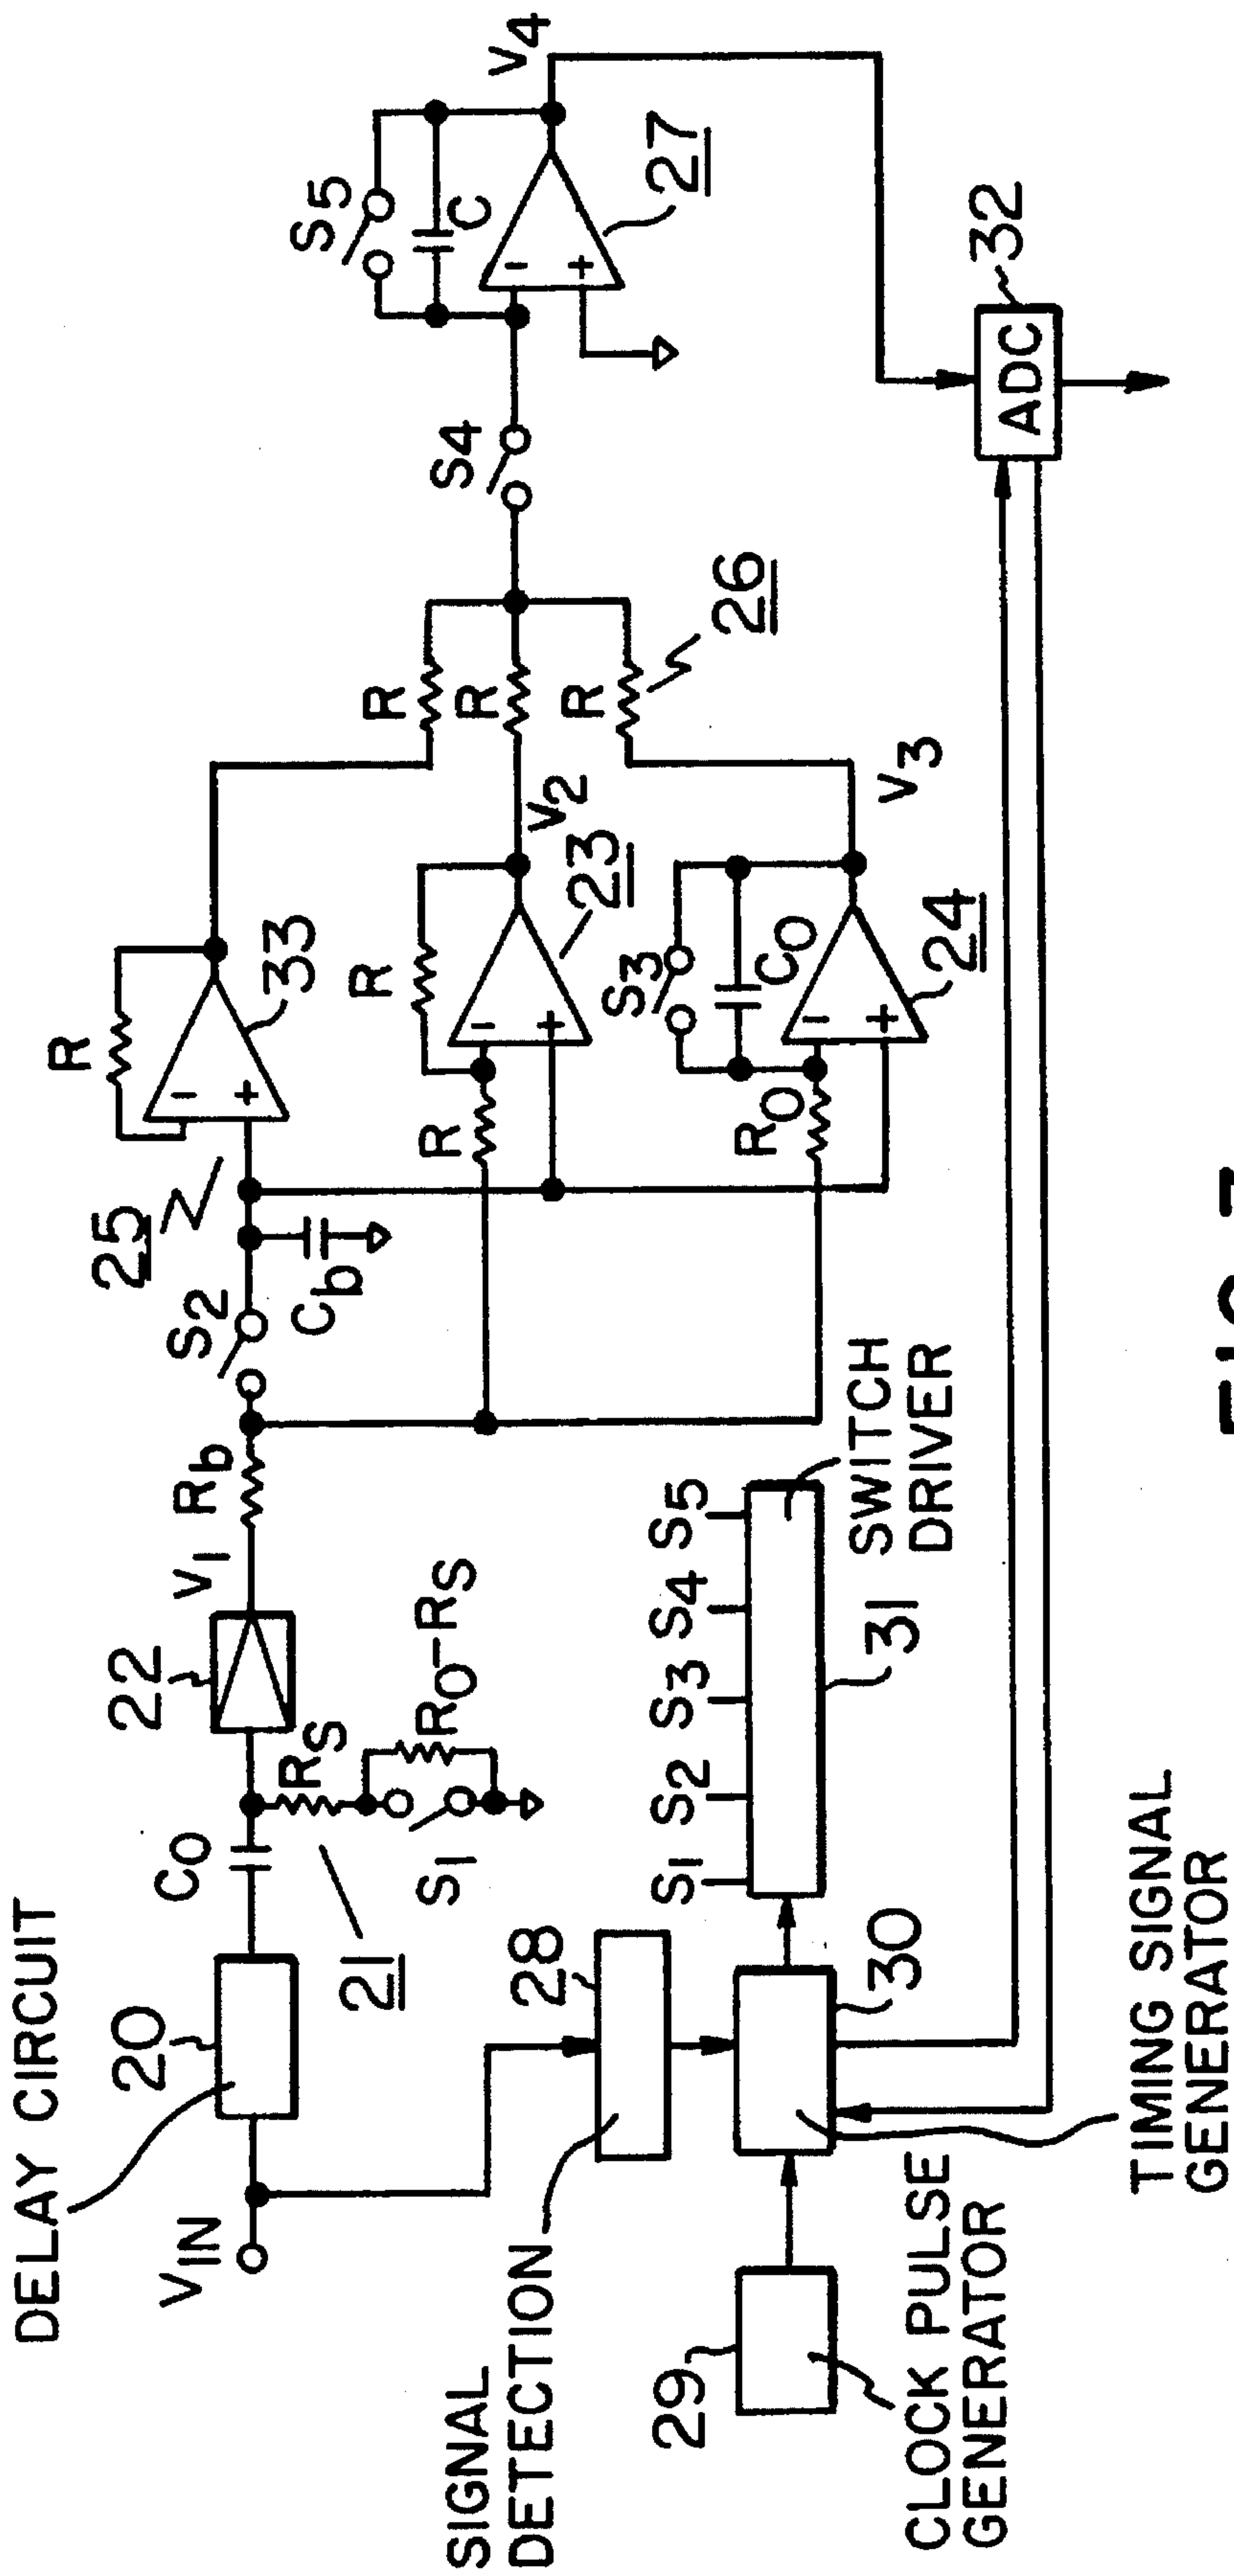 DELAY CIRCUIT
20
VIN
C0
21
RS
S1
R0-RS
22
V1
Rb
S2
Cb
25
R
33
R
R
23
V2
R0
S3
C0
24
V3
R
R
R
26
S4
S5
C
27
V4
SIGNAL
DETECTION
28
29
CLOCK PULSE
GENERATOR
30
TIMING SIGNAL
GENERATOR
S1 S2 S3 S4 S5
31
SWITCH
DRIVER
ADC
32